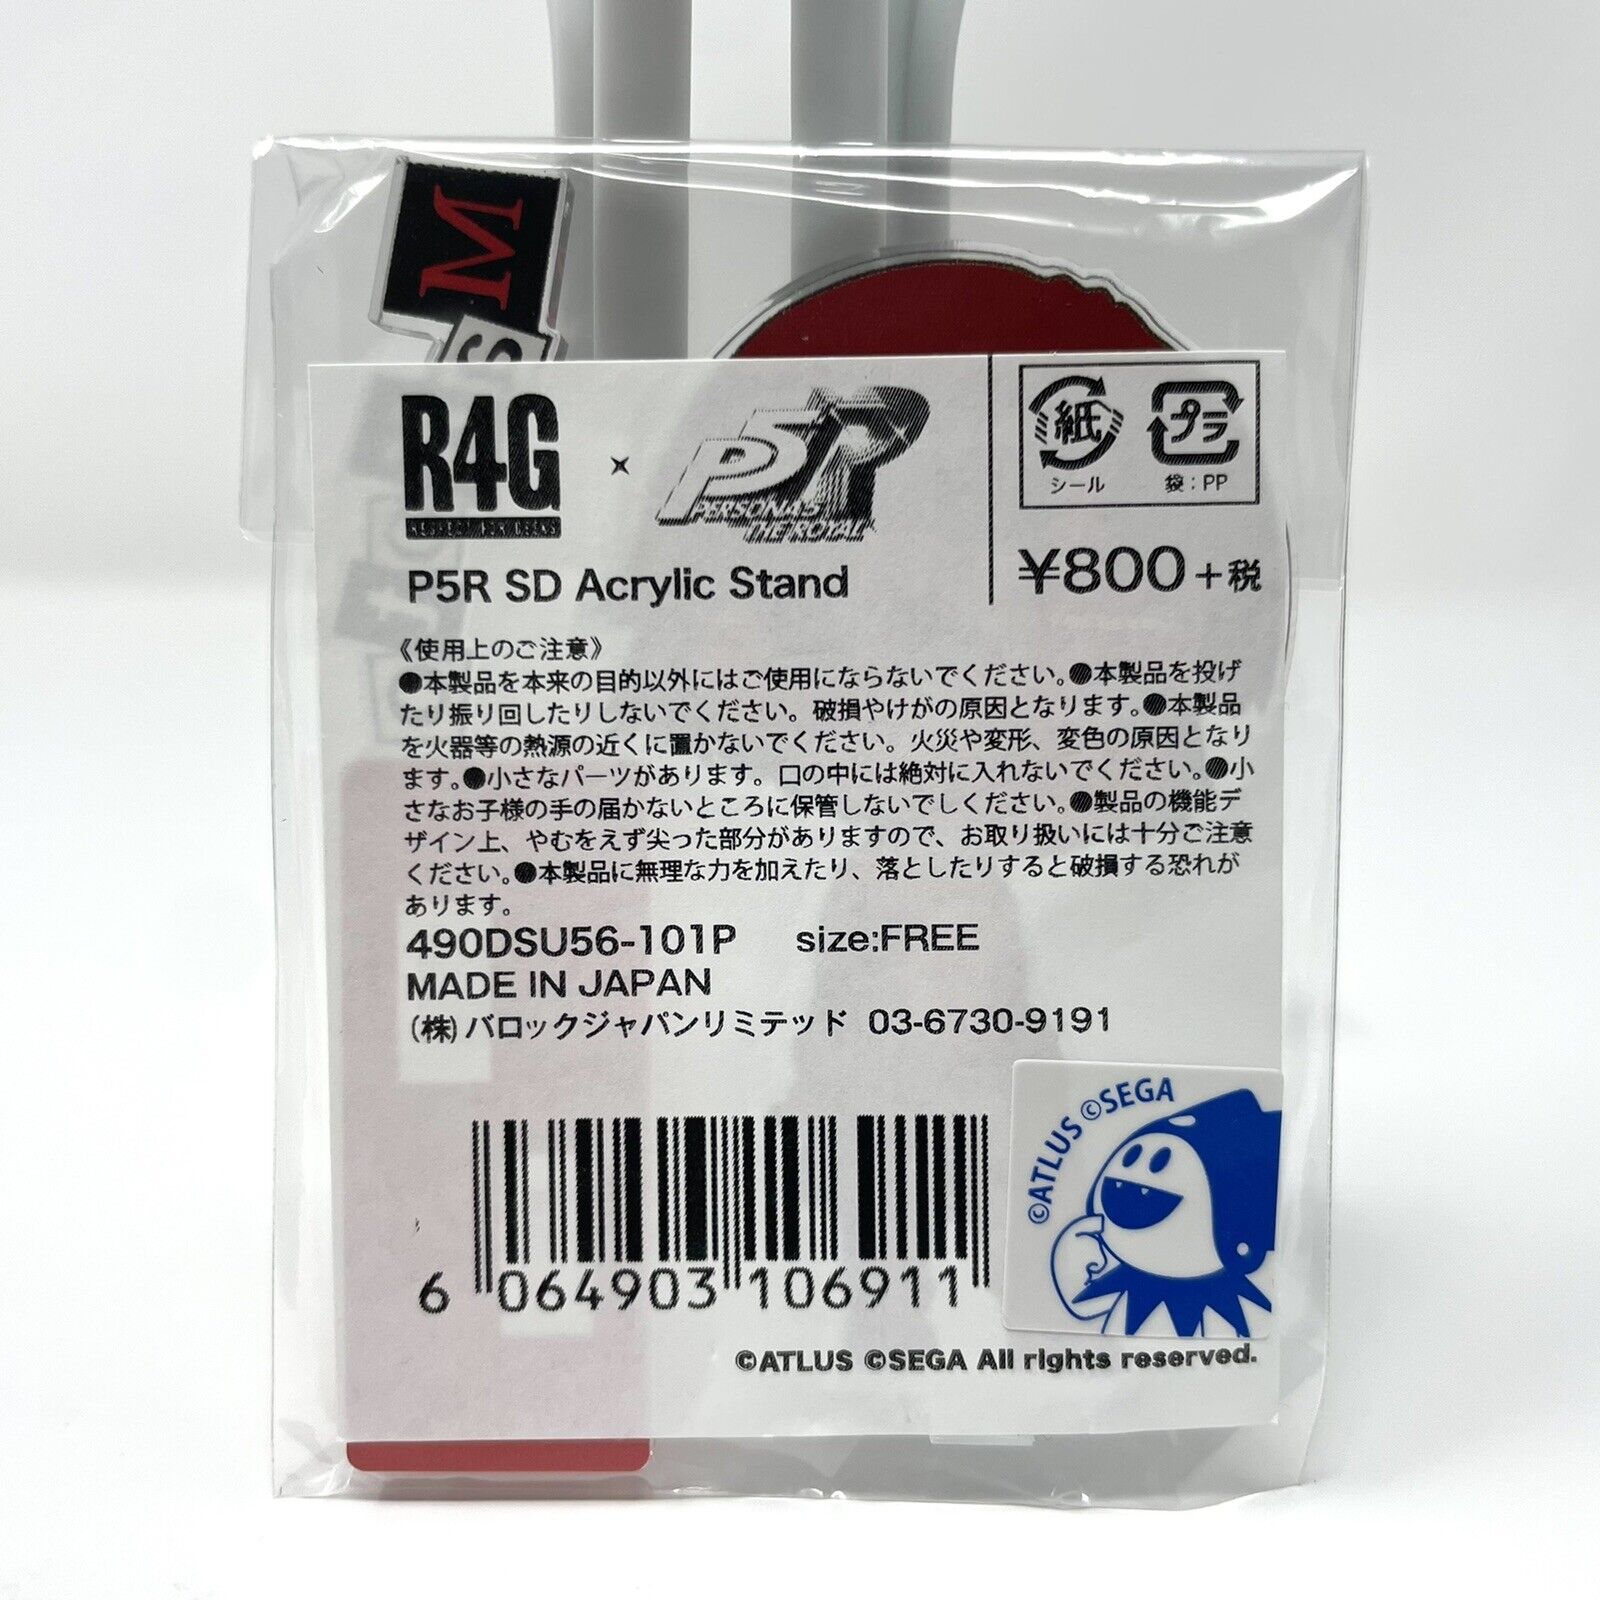 M
S
R4G
RESPECT FOR GEEKS
×
P5R
PERSONA5
THE ROYAL
紙
シール
プラ
袋：PP
P5R SD Acrylic Stand
¥800+税
《使用上のご注意》
●本製品を本来の目的以外にはご使用にならないでください。●本製品を投げ
たり振り回したりしないでください。破損やけがの原因となります。●本製品
を火器等の熱源の近くに置かないでください。火災や変形、変色の原因となり
ます。●小さなパーツがあります。口の中には絶対に入れないでください。●小
さなお子様の手の届かないところに保管しないでしください。●製品の機能デ
ザイン上、やむをえず尖った部分がありますので、お取り扱いには十分ご注意
ください。●本製品に無理な力を加えたり、落としたりすると破損する恐れが
あります。
490DSU56-101P size:FREE
MADE IN JAPAN
(株)バロックジャパンリミテッド 03-6730-9191
©ATLUS ©SEGA
6 064903 106911
©ATLUS ©SEGA All rights reserved.